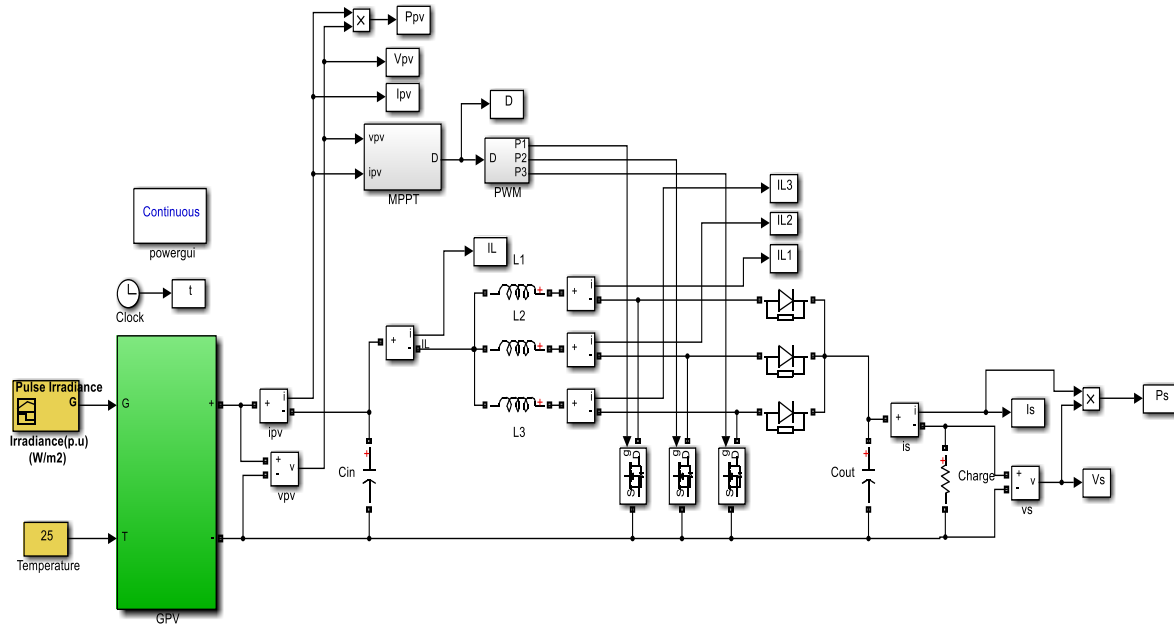 Ppv
Vpv
Ipv
D
vpv
ipv
D
MPPT
D
P1
P2
P3
PWM
IL3
IL2
IL1
Continuous
powergui
IL
L1
t
Clock
i
+
-
IL
+
+
i
-
L2
+
+
i
-
L3
+
+
i
-
Pulse Irradiance
G
Irradiance(p.u)
(W/m2)
G
+
+
i
-
ipv
+
-
v
vpv
+
Cin
g
D
S
g
D
S
g
D
S
+
Cout
+
i
-
is
Is
Ps
+
Charge
+
-
v
vs
Vs
25
Temperature
T
-
GPV